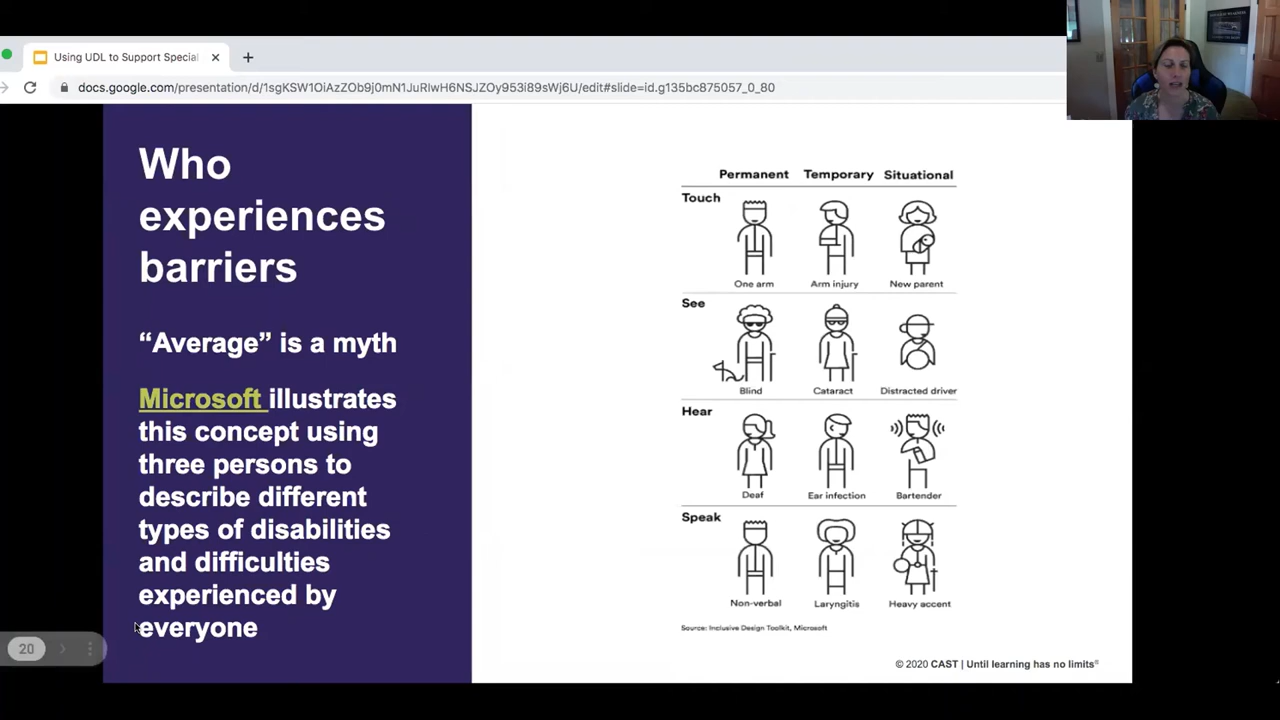 Using UDL to Support Special
docs.google.com/presentation/d/1sgKSW1OiAzZOb9j0mN1JuRlwH6NSJZOy953i89sWj6U/edit#slide=id.g135bc875057_0_80
Who
experiences
barriers
“Average” is a myth
Microsoft illustrates
this concept using
three persons to
describe different
types of disabilities
and difficulties
experienced by
everyone
20
Permanent Temporary Situational
Touch
One arm Arm injury New parent
See
Blind Cataract Distracted driver
Hear
Deaf Ear infection Bartender
Speak
Non-verbal Laryngitis Heavy accent
Source: Inclusive Design Toolkit, Microsoft
© 2020 CAST | Until learning has no limits®